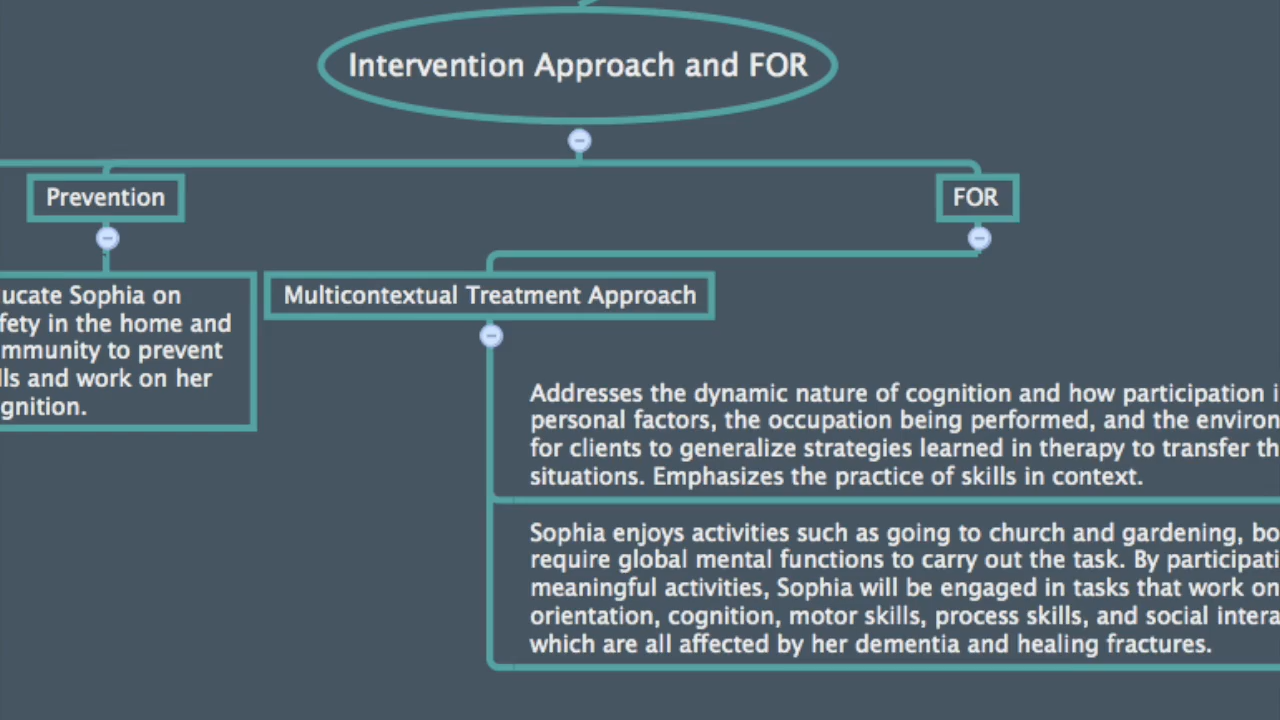 Intervention Approach and FOR
Prevention
FOR
ucate Sophia on
fety in the home and
mmunity to prevent
lls and work on her
gnition.
Multicontextual Treatment Approach
Addresses the dynamic nature of cognition and how participation i
personal factors, the occupation being performed, and the environ
for clients to generalize strategies learned in therapy to transfer th
situations. Emphasizes the practice of skills in context.
Sophia enjoys activities such as going to church and gardening, bo
require global mental functions to carry out the task. By participati
meaningful activities, Sophia will be engaged in tasks that work on
orientation, cognition, motor skills, process skills, and social intera
which are all affected by her dementia and healing fractures.